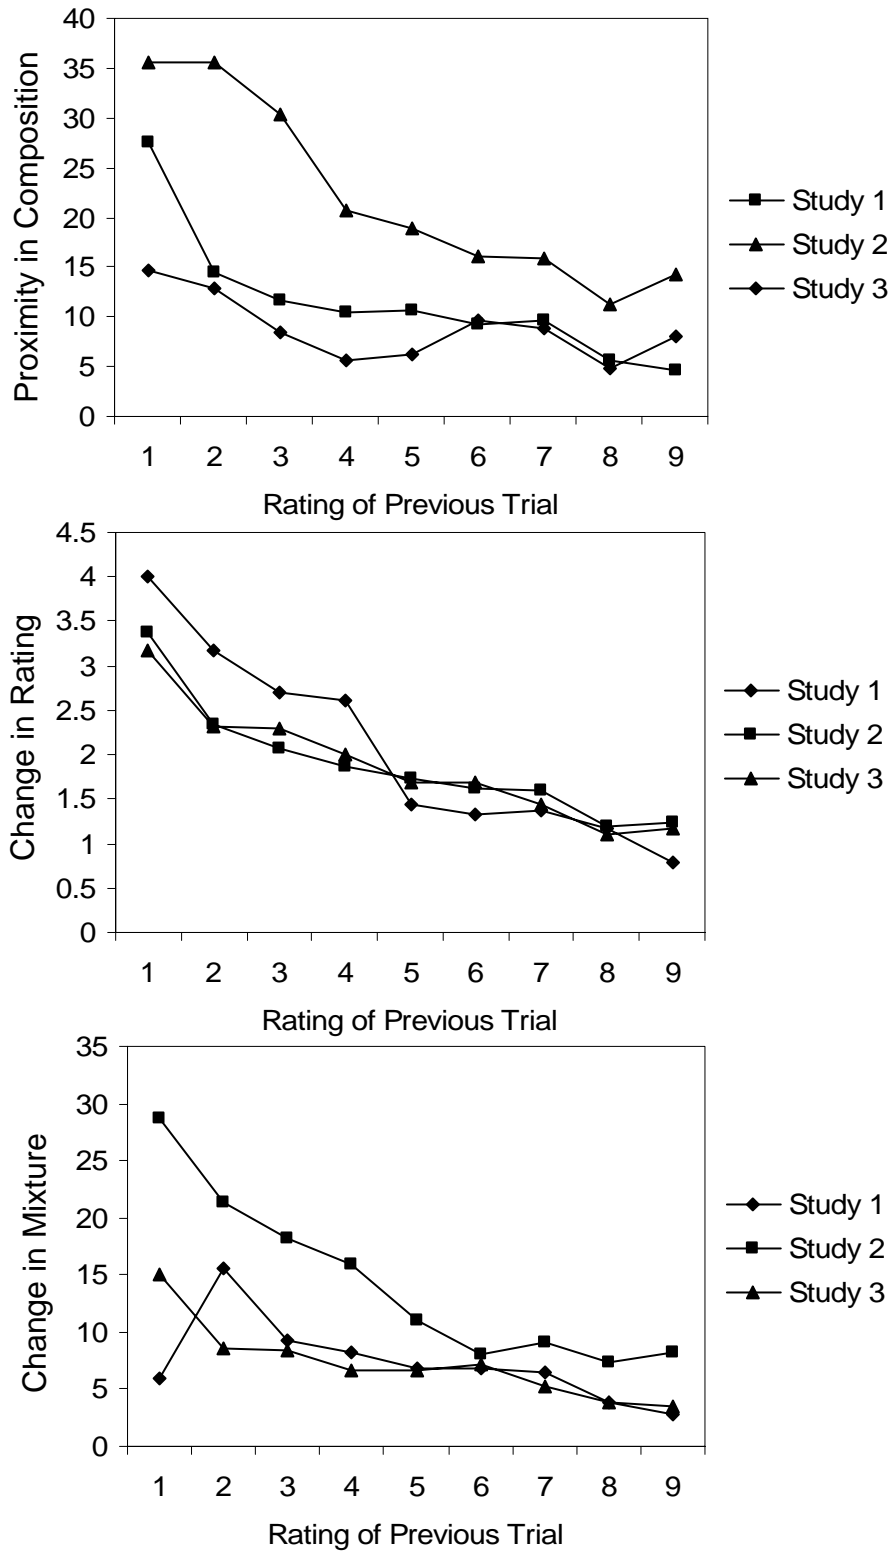 40
35
30
25
20
15
10
5
0
Proximity in Composition
1 2 3 4 5 6 7 8 9
Rating of Previous Trial
Study 1
Study 2
Study 3
4.5
4
3.5
3
2.5
2
1.5
1
0.5
0
Change in Rating
1 2 3 4 5 6 7 8 9
Rating of Previous Trial
Study 1
Study 2
Study 3
35
30
25
20
15
10
5
0
Change in Mixture
1 2 3 4 5 6 7 8 9
Rating of Previous Trial
Study 1
Study 2
Study 3